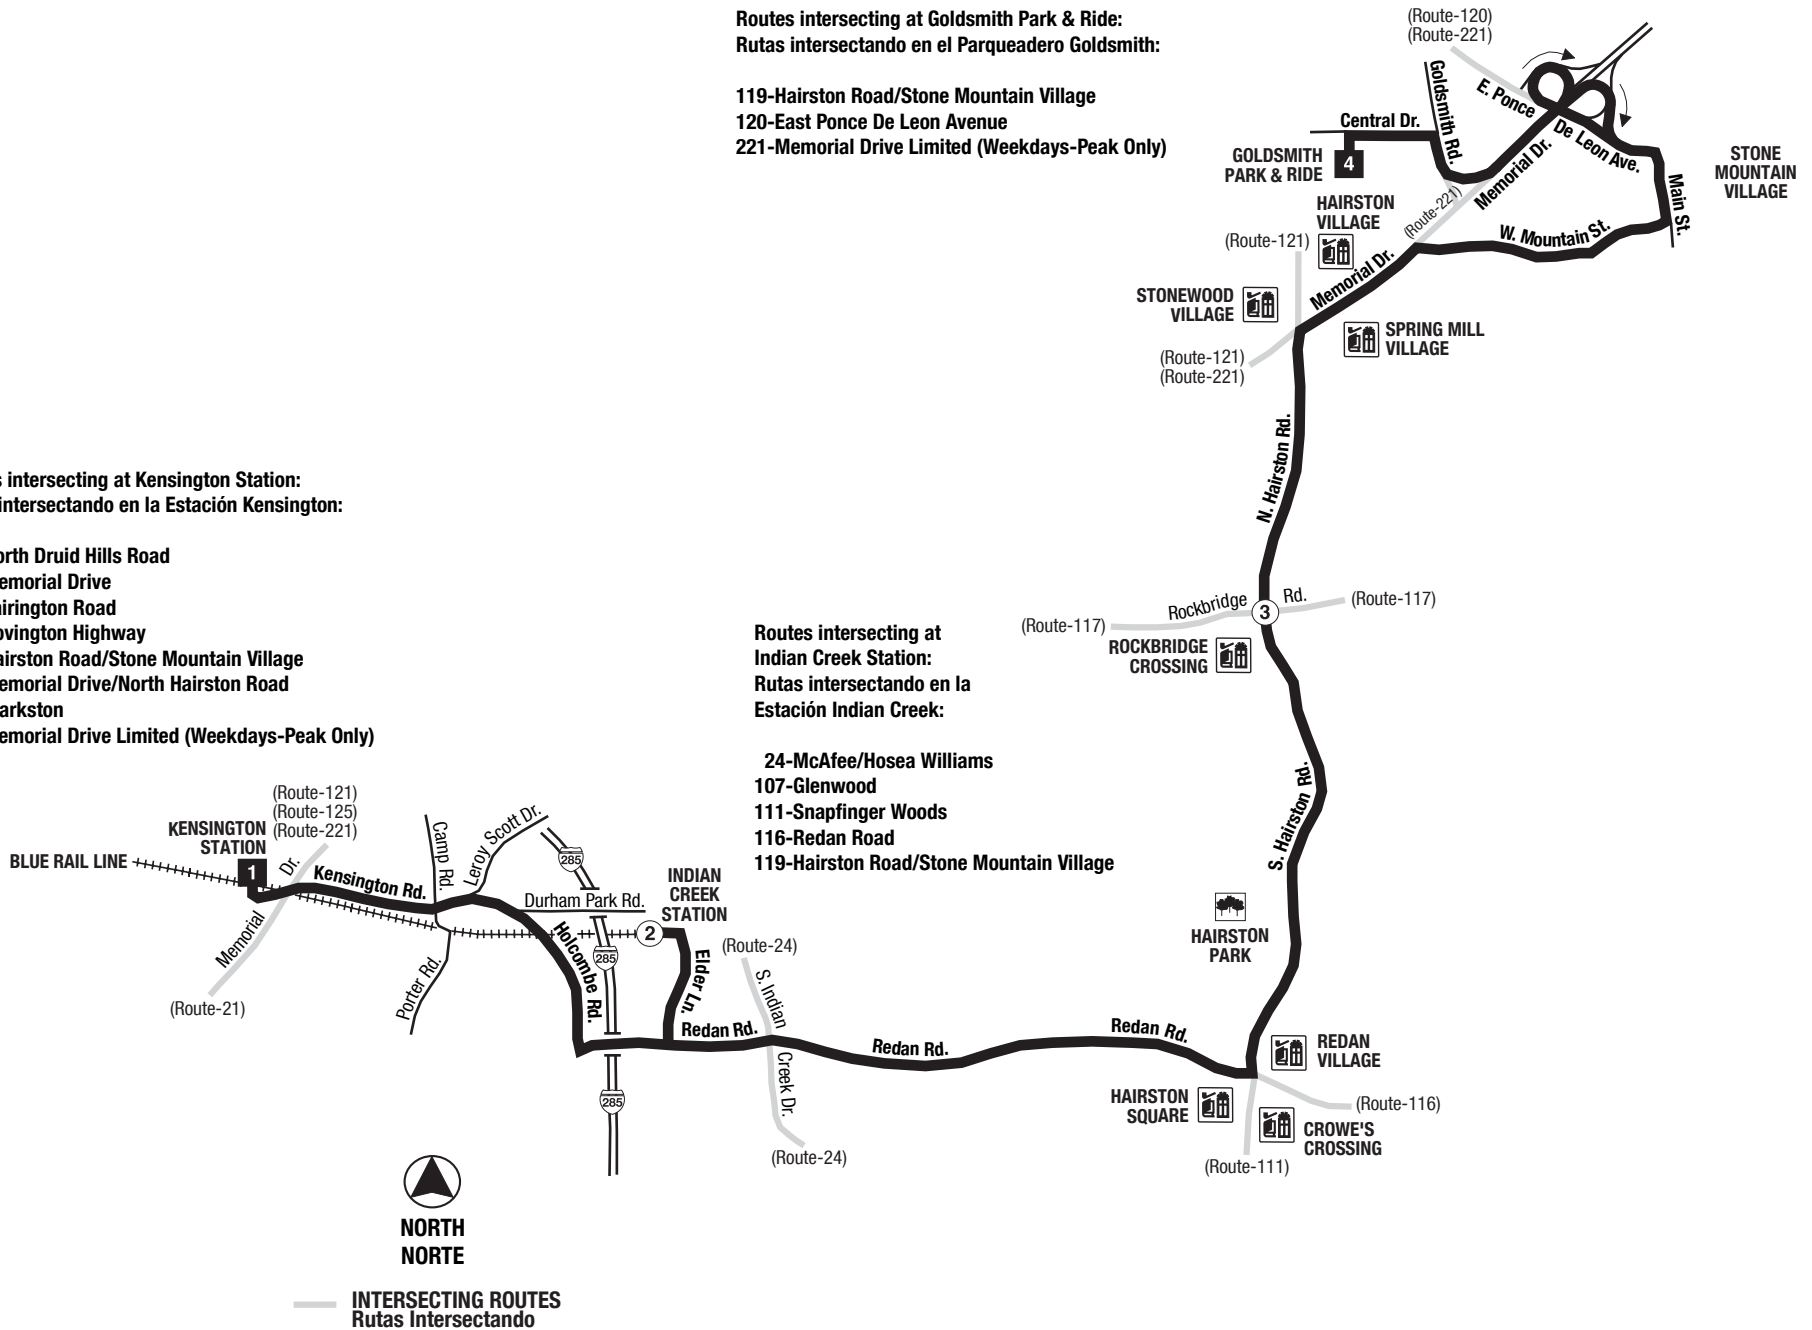 Routes intersecting at Goldsmith Park & Ride:
Rutas intersectando en el Parqueadero Goldsmith:
119-Hairston Road/Stone Mountain Village
120-East Ponce De Leon Avenue
221-Memorial Drive Limited (Weekdays-Peak Only)
(Route-120)
(Route-221)
E. Ponce
De Leon Ave.
Goldsmith Rd.
Central Dr.
GOLDSMITH
PARK & RIDE
4
Memorial Dr.
(Route-221)
Main St.
STONE
MOUNTAIN
VILLAGE
W. Mountain St.
HAIRSTON
VILLAGE
(Route-121)
Memorial Dr.
STONEWOOD
VILLAGE
SPRING MILL
VILLAGE
(Route-121)
(Route-221)
N. Hairston Rd.
intersecting at Kensington Station:
intersectando en la Estación Kensington:
orth Druid Hills Road
emorial Drive
airington Road
ovington Highway
airston Road/Stone Mountain Village
emorial Drive/North Hairston Road
arkston
emorial Drive Limited (Weekdays-Peak Only)
Rockbridge
3
Rd.
(Route-117)
(Route-117)
ROCKBRIDGE
CROSSING
Routes intersecting at
Indian Creek Station:
Rutas intersectando en la
Estación Indian Creek:
24-McAfee/Hosea Williams
107-Glenwood
111-Snapfinger Woods
116-Redan Road
119-Hairston Road/Stone Mountain Village
S. Hairston Rd.
(Route-121)
(Route-125)
(Route-221)
KENSINGTON
STATION
1
BLUE RAIL LINE
Memorial
Dr.
(Route-21)
Kensington Rd.
Camp Rd.
Leroy Scott Dr.
Porter Rd.
285
Durham Park Rd.
INDIAN
CREEK
STATION
2
285
Holcombe Rd.
Elder Ln.
(Route-24)
S. Indian
Creek Dr.
(Route-24)
Redan Rd.
Redan Rd.
Redan Rd.
285
HAIRSTON
PARK
REDAN
VILLAGE
HAIRSTON
SQUARE
(Route-116)
CROWE'S
CROSSING
(Route-111)
NORTH
NORTE
INTERSECTING ROUTES
Rutas Intersectando